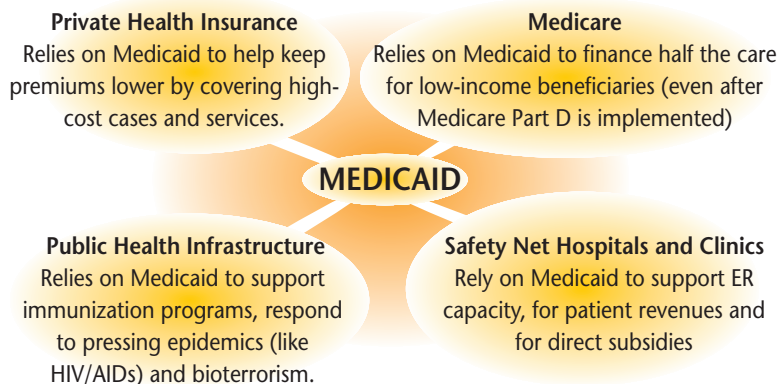 Private Health Insurance
Relies on Medicaid to help keep
premiums lower by covering high-
cost cases and services.
Medicare
Relies on Medicaid to finance half the care
for low-income beneficiaries (even after
Medicare Part D is implemented)
MEDICAID
Public Health Infrastructure
Relies on Medicaid to support
immunization programs, respond
to pressing epidemics (like
HIV/AIDs) and bioterrorism.
Safety Net Hospitals and Clinics
Rely on Medicaid to support ER
capacity, for patient revenues and
for direct subsidies